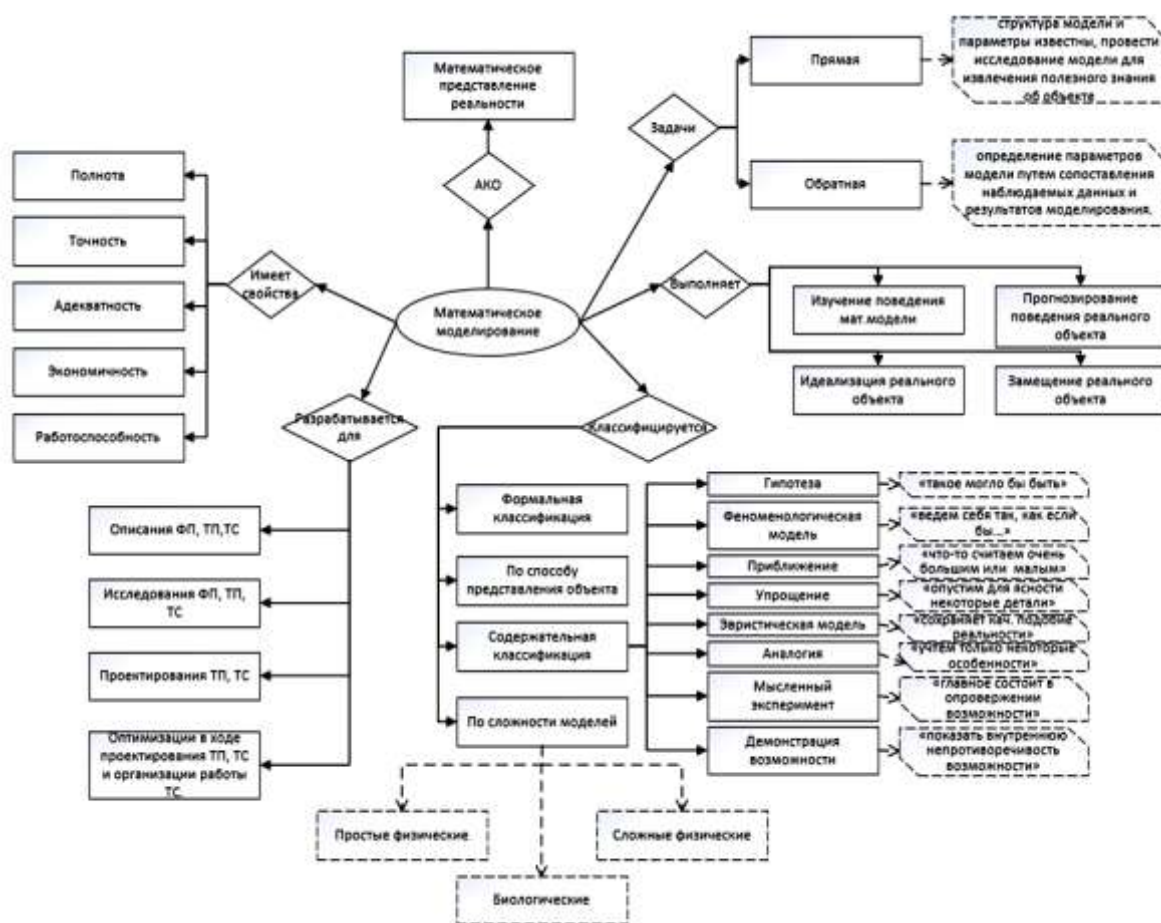 Математическое
представление
реальности
АКО
Задачи
Прямая
структура модели и
параметры известны, провести
исследование модели для
извлечения полезного знания
об объекте
Обратная
определение параметров
модели путем сопоставления
наблюдаемых данных и
результатов моделирования.
Полнота
Точность
Адекватность
Экономичность
Работоспособность
Имеет
свойства
Математическое
моделирование
Выполняет
Изучение поведения
мат.модели
Прогнозирование
поведения реального
объекта
Идеализация реального
объекта
Замещение реального
объекта
Разрабатывается
для
Описания ФП, ТП,ТС
Исследования ФП, ТП,
ТС
Проектирования ТП, ТС
Оптимизации в ходе
проектирования ТП, ТС
и организации работы
ТС.
Классифицируется
Формальная
классификация
По способу
представления объекта
Содержательная
классификация
По сложности моделей
Гипотеза
«такое могло бы быть»
Феноменологическая
модель
«ведем себя так, как если
бы...»
Приближение
«что-то считаем очень
большим или малым»
Упрощение
«опустим для ясности
некоторые детали»
Эвристическая модель
«сохраняет кач. подобие
реальности»
Аналогия
«учтем только некоторые
особенности»
Мысленный
эксперимент
«главное состоит в
опровержении
возможности»
Демонстрация
возможности
«показать внутреннюю
непротиворечивость
возможности»
Простые физические
Сложные физические
Биологические